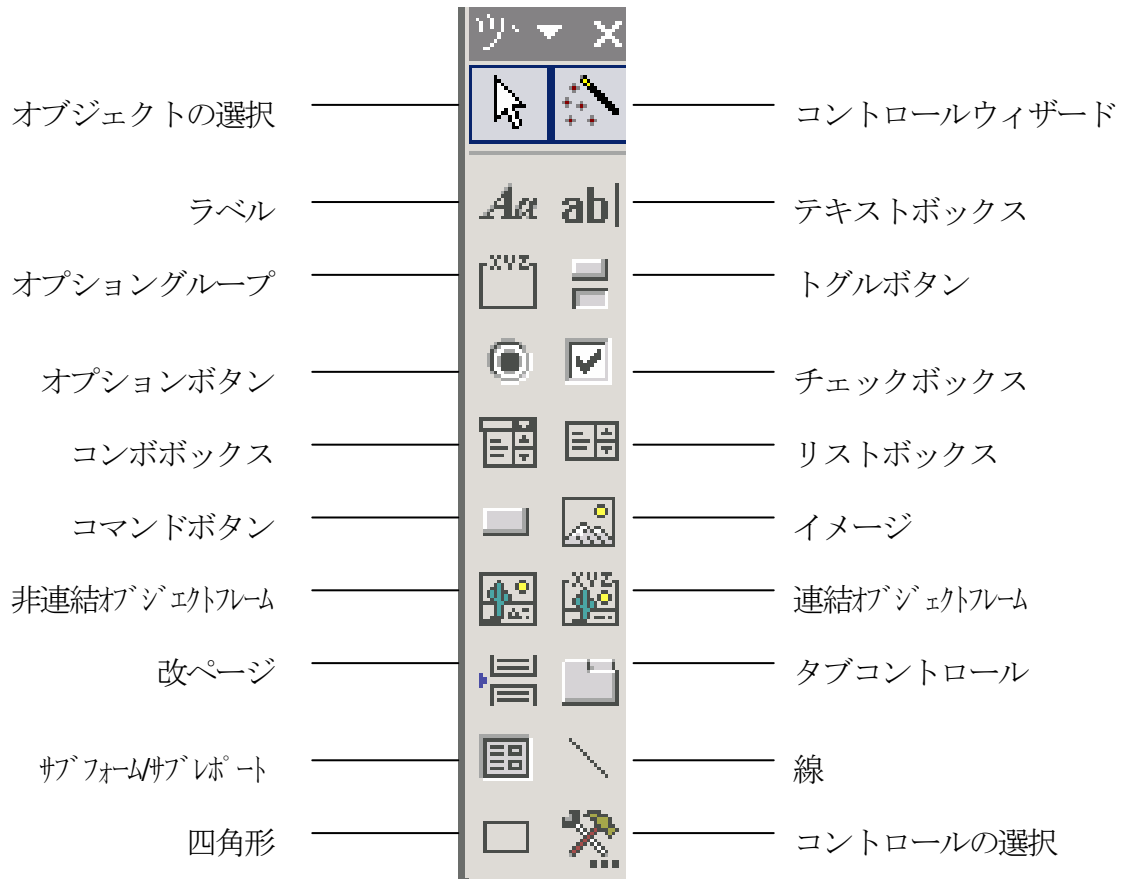 ツ
オブジェクトの選択 コントロールウィザード
Aa ab
ラベル テキストボックス
XYZ
オプショングループ トグルボタン
オプションボタン チェックボックス
コンボボックス リストボックス
コマンドボタン イメージ
XYZ
非連結ｵﾌﾞｼﾞｪｸﾄﾌﾚｰﾑ 連結ｵﾌﾞｼﾞｪｸﾄﾌﾚｰﾑ
改ページ タブコントロール
ｻﾌﾞﾌｫｰﾑ/ｻﾌﾞﾚﾎﾟｰﾄ 線
四角形 コントロールの選択